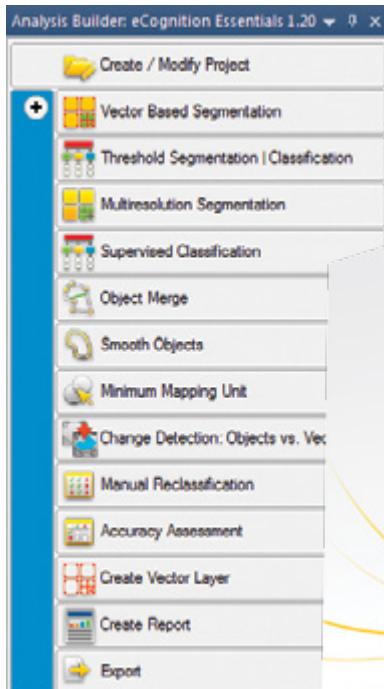 Analysis Builder: eCognition Essentials 1.20
Create / Modify Project
Vector Based Segmentation
Threshold Segmentation | Classification
Multiresolution Segmentation
Supervised Classification
Object Merge
Smooth Objects
Minimum Mapping Unit
Change Detection: Objects vs. Vec
Manual Reclassification
Accuracy Assessment
Create Vector Layer
Create Report
Export